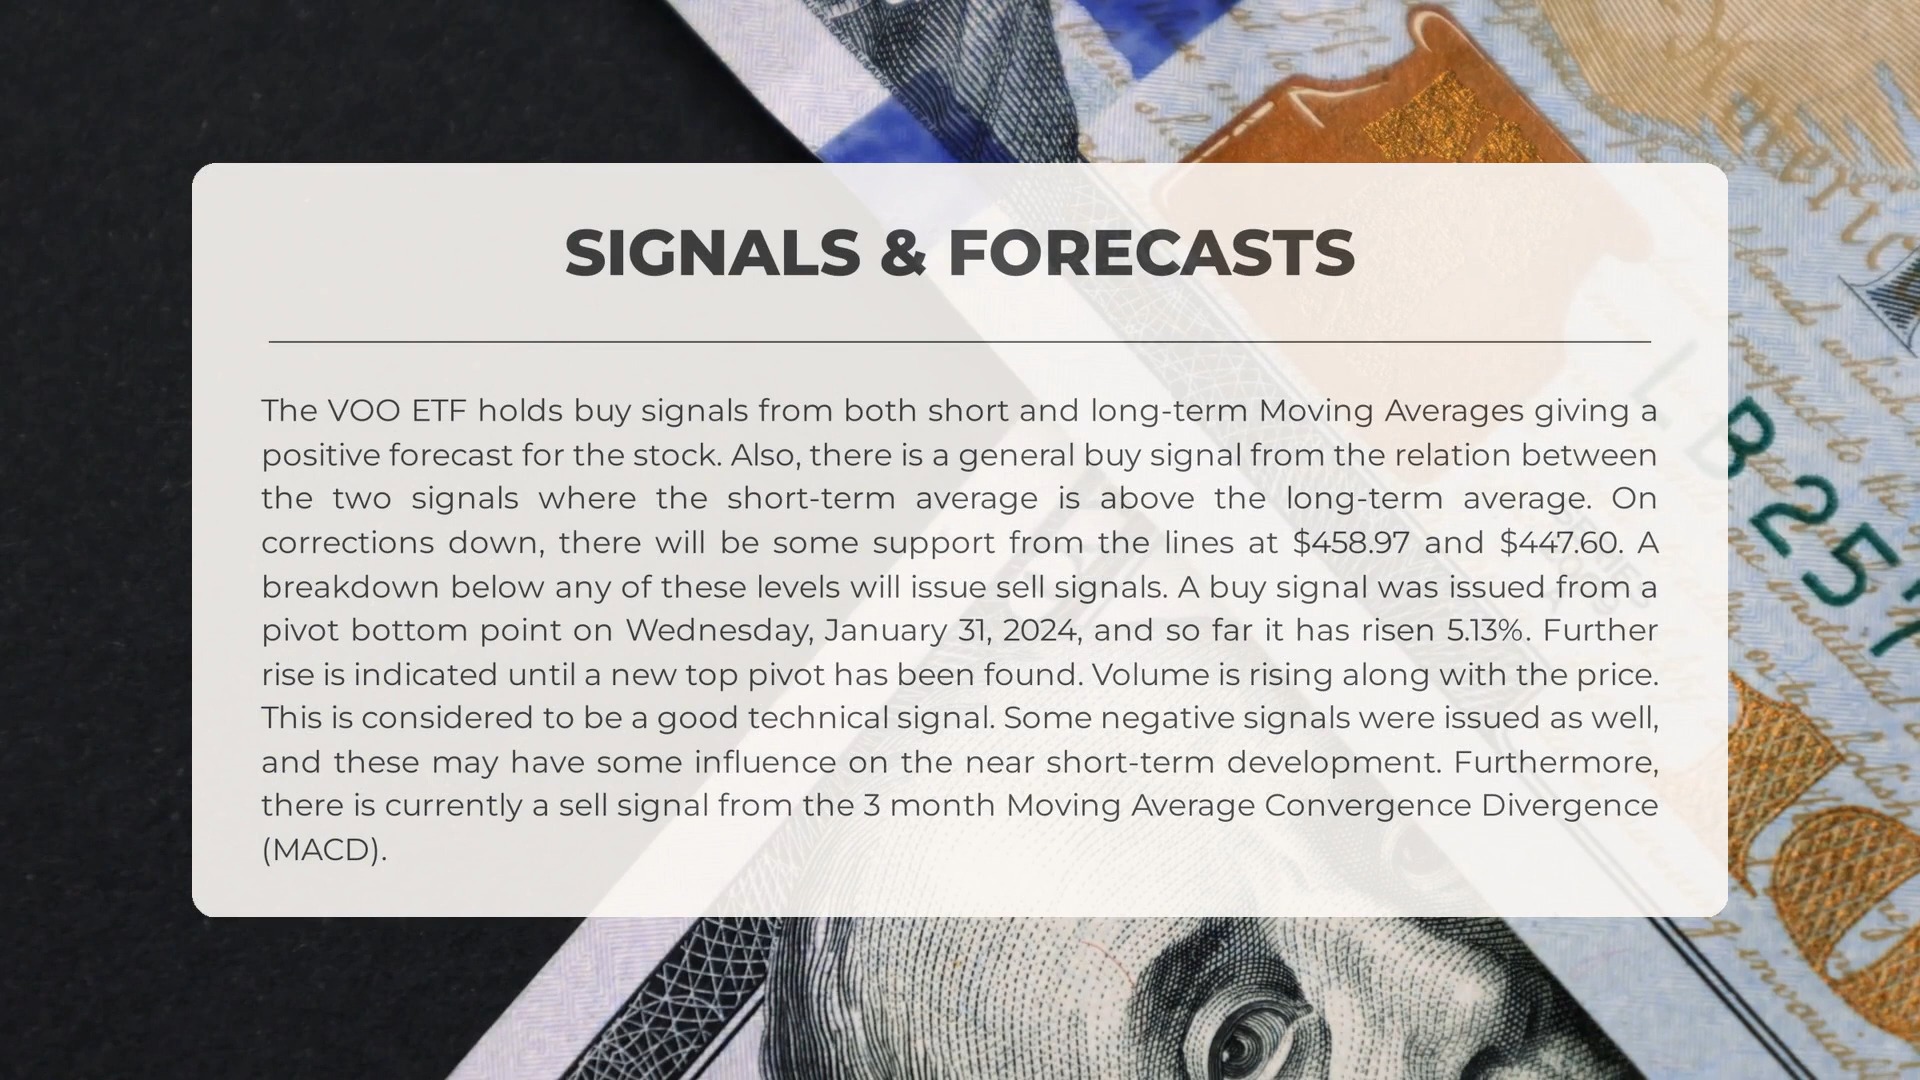 SIGNALS & FORECASTS
The VOO ETF holds buy signals from both short and long-term Moving Averages giving a
positive forecast for the stock. Also, there is a general buy signal from the relation between
the two signals where the short-term average is above the long-term average. On
corrections down, there will be some support from the lines at $458.97 and $447.60. A
breakdown below any of these levels will issue sell signals. A buy signal was issued from a
pivot bottom point on Wednesday, January 31, 2024, and so far it has risen 5.13%. Further
rise is indicated until a new top pivot has been found. Volume is rising along with the price.
This is considered to be a good technical signal. Some negative signals were issued as well,
and these may have some influence on the near short-term development. Furthermore,
there is currently a sell signal from the 3 month Moving Average Convergence Divergence
(MACD).
LB257